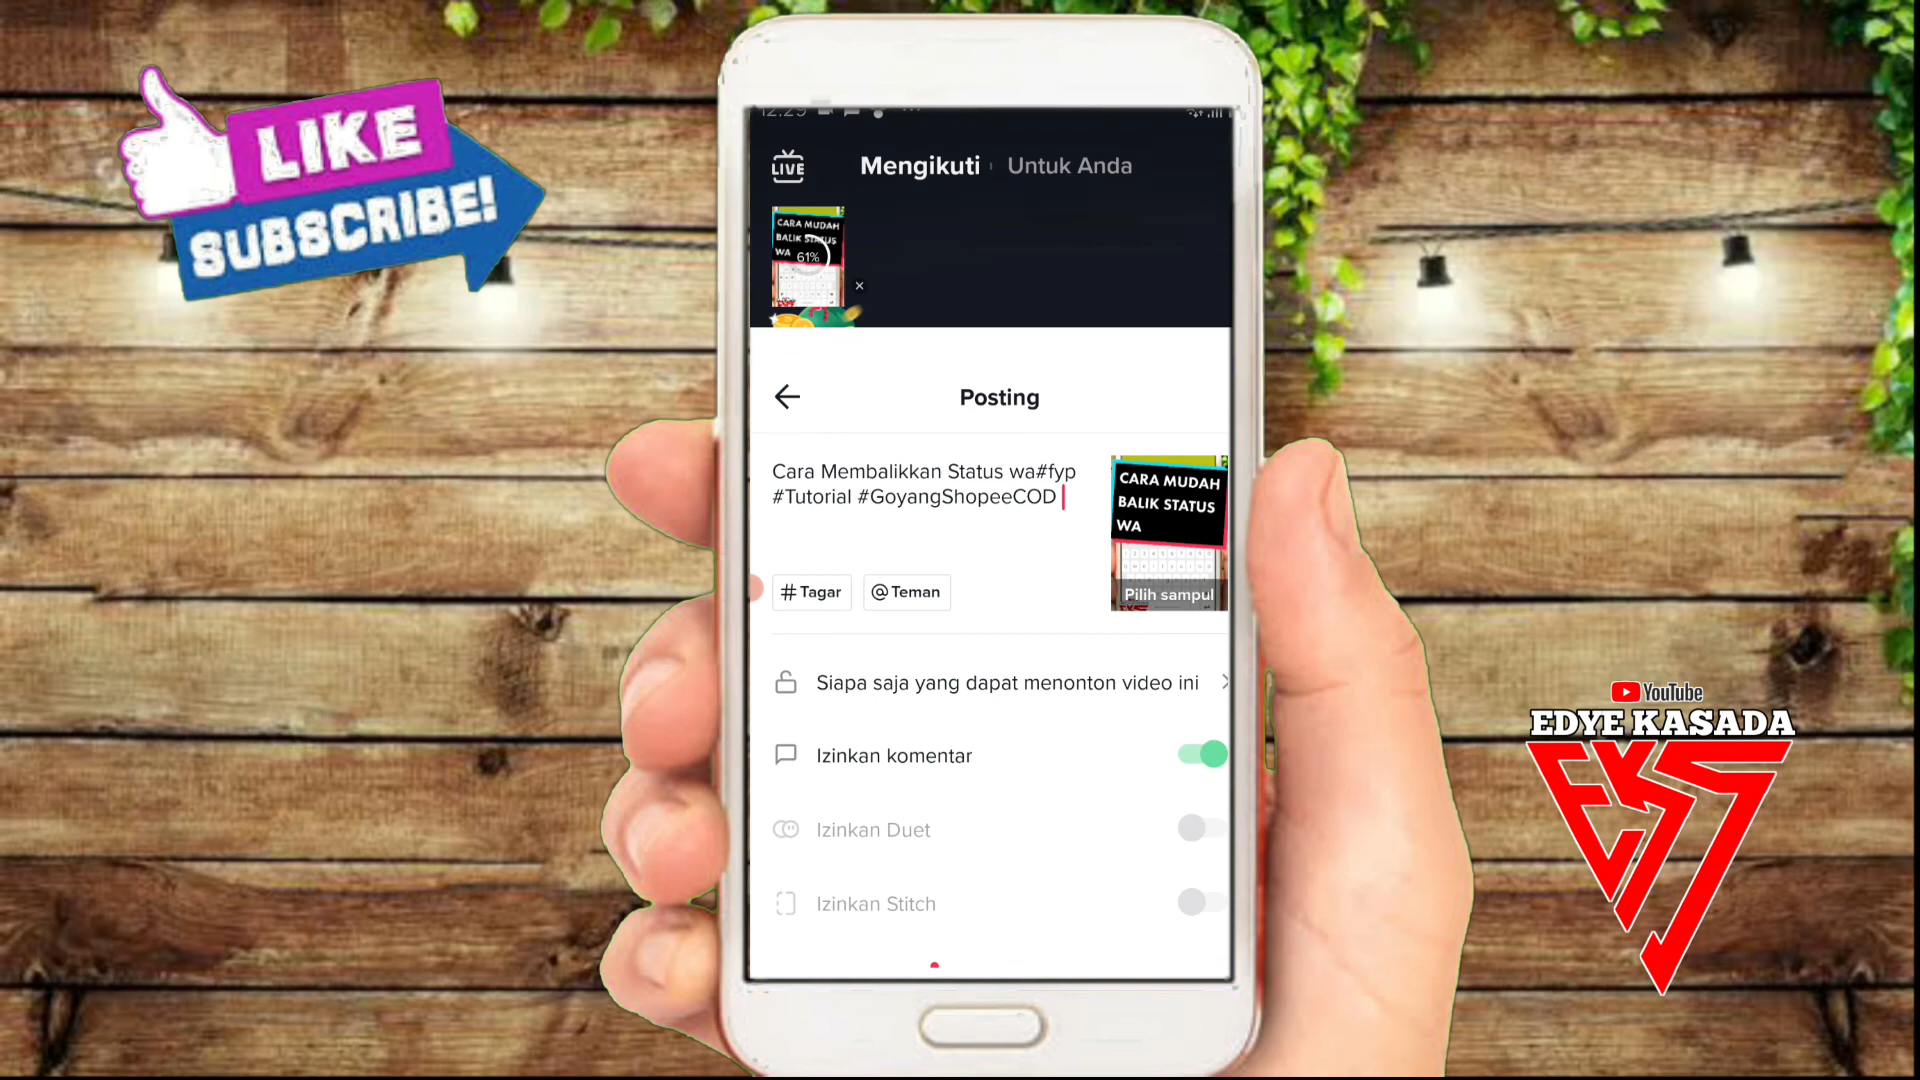 LIKE
SUBSCRIBE!
12.29
LIVE
Mengikuti
Untuk Anda
CARA MUDAH
BALIK STATUS
WA
61%
Posting
Cara Membalikkan Status wa#fyp
#Tutorial #GoyangShopeeCOD
CARA MUDAH
BALIK STATUS
WA
Pilih sampul
#Tagar
@Teman
Siapa saja yang dapat menonton video ini
Izinkan komentar
Izinkan Duet
Izinkan Stitch
YouTube
EDYE KASADA